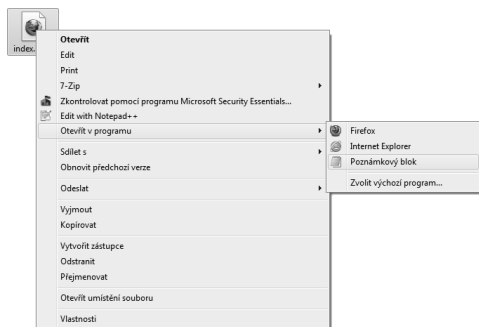 index.
Otevřít
Edit
Print
7-Zip
Zkontrolovat pomocí programu Microsoft Security Essentials...
Edit with Notepad++
Otevřít v programu
Sdílet s
Obnovit předchozí verze
Odeslat
Vyjmout
Kopírovat
Vytvořit zástupce
Odstranit
Přejmenovat
Otevřít umístění souboru
Vlastnosti
Firefox
Internet Explorer
Poznámkový blok
Zvolit výchozí program...